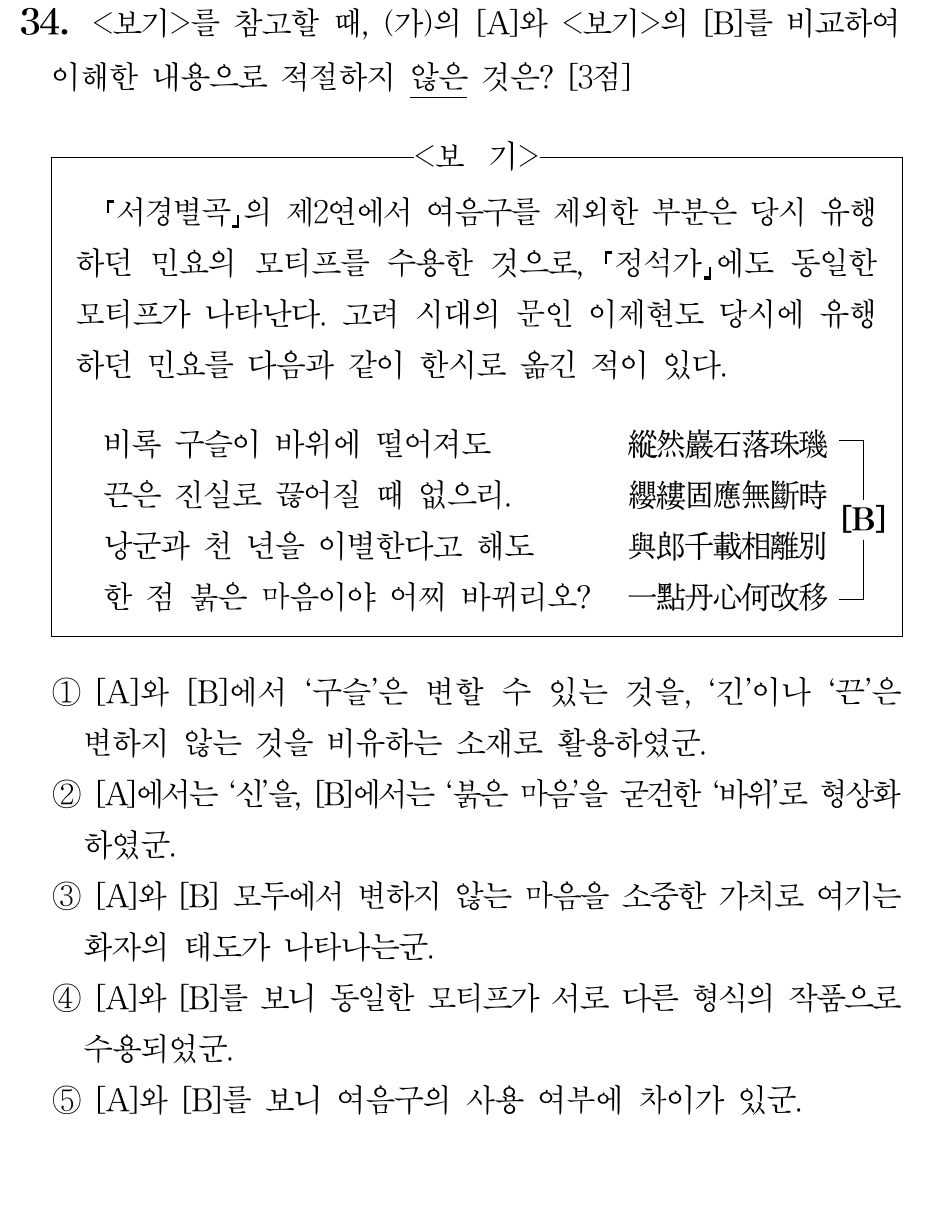 34. <보기>를 참고할 때, (가)의 [A]와 <보기>의 [B]를 비교하여
이해한 내용으로 적절하지 않은 것은? [3점]
<보 기>
「서경별곡」의 제2연에서 여음구를 제외한 부분은 당시 유행
하던 민요의 모티프를 수용한 것으로, 「정석가」에도 동일한
모티프가 나타난다. 고려 시대의 문인 이제현도 당시에 유행
하던 민요를 다음과 같이 한시로 옮긴 적이 있다.
비록 구슬이 바위에 떨어져도 縱然巖石落珠璣
끈은 진실로 끊어질 때 없으리. 纓縷固應無斷時
[B]
낭군과 천 년을 이별한다고 해도 與郎千載相離別
한 점 붉은 마음이야 어찌 바뀌리오? 一點丹心何改移
① [A]와 [B]에서 ‘구슬’은 변할 수 있는 것을, ‘긴’이나 ‘끈’은
변하지 않는 것을 비유하는 소재로 활용하였군.
② [A]에서는 ‘신’을, [B]에서는 ‘붉은 마음’을 굳건한 ‘바위’로 형상화
하였군.
③ [A]와 [B] 모두에서 변하지 않는 마음을 소중한 가치로 여기는
화자의 태도가 나타나는군.
④ [A]와 [B]를 보니 동일한 모티프가 서로 다른 형식의 작품으로
수용되었군.
⑤ [A]와 [B]를 보니 여음구의 사용 여부에 차이가 있군.